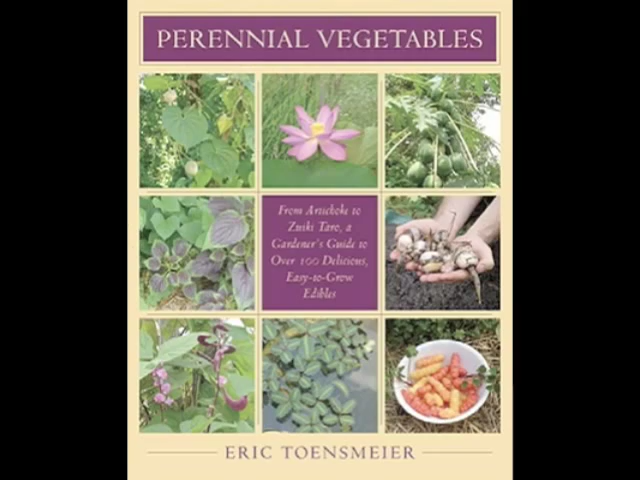 PERENNIAL VEGETABLES
From Artichoke to
Zuiki Taro, a
Gardener's Guide to
Over 100 Delicious,
Easy-to-Grow
Edibles
ERIC TOENSMEIER